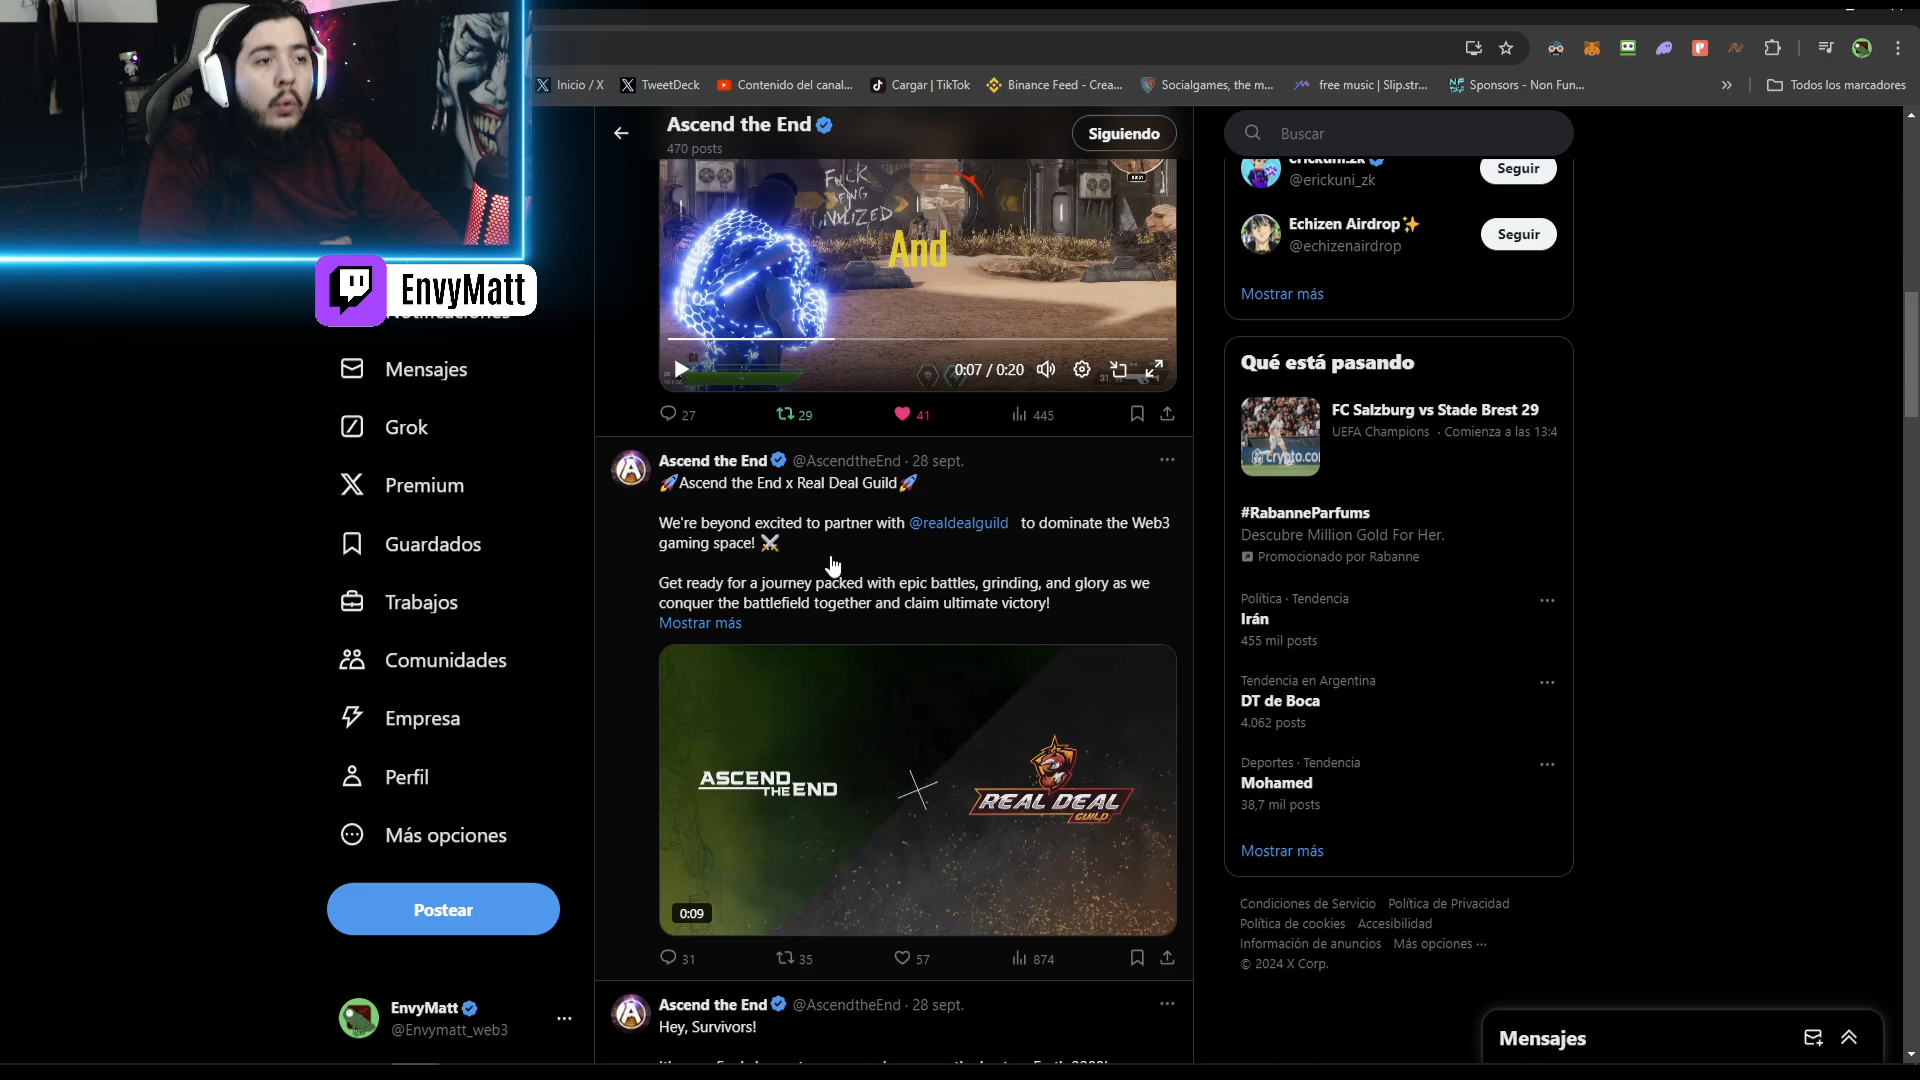 Inicio / X
TweetDeck
Contenido del canal...
Cargar | TikTok
Binance Feed - Crea...
Socialgames, the m...
free music | Slip.str...
Sponsors - Non Fun...
Todos los marcadores
EnvyMatt
Mensajes
Grok
Premium
Guardados
Trabajos
Comunidades
Empresa
Perfil
Más opciones
Postear
EnvyMatt
@Envymatt_web3
Ascend the End
470 posts
Siguiendo
And
0:07 / 0:20
27
29
41
445
Ascend the End @AscendtheEnd · 28 sept.
🚀Ascend the End x Real Deal Guild🚀
We're beyond excited to partner with @realdealguild to dominate the Web3
gaming space! ⚔️
Get ready for a journey packed with epic battles, grinding, and glory as we
conquer the battlefield together and claim ultimate victory!
Mostrar más
ASCEND
THE END
REAL DEAL
GUILD
0:09
31
35
57
874
Ascend the End @AscendtheEnd · 28 sept.
Hey, Survivors!
Buscar
@erickuni_zk
Seguir
Echizen Airdrop✨
@echizenairdrop
Seguir
Mostrar más
Qué está pasando
FC Salzburg vs Stade Brest 29
UEFA Champions · Comienza a las 13:4
#RabanneParfums
Descubre Million Gold For Her.
Promocionado por Rabanne
Política · Tendencia
Irán
455 mil posts
Tendencia en Argentina
DT de Boca
4.062 posts
Deportes · Tendencia
Mohamed
38,7 mil posts
Mostrar más
Condiciones de Servicio Política de Privacidad
Política de cookies Accesibilidad
Información de anuncios Más opciones ···
© 2024 X Corp.
Mensajes